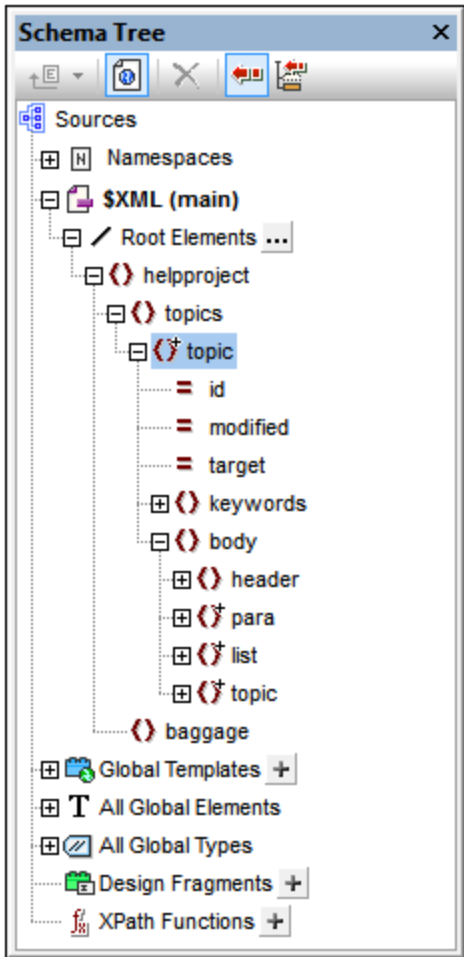 Schema Tree
Sources
Namespaces
$XML (main)
Root Elements ...
helpproject
topics
topic
id
modified
target
keywords
body
header
para
list
topic
baggage
Global Templates
All Global Elements
All Global Types
Design Fragments
XPath Functions